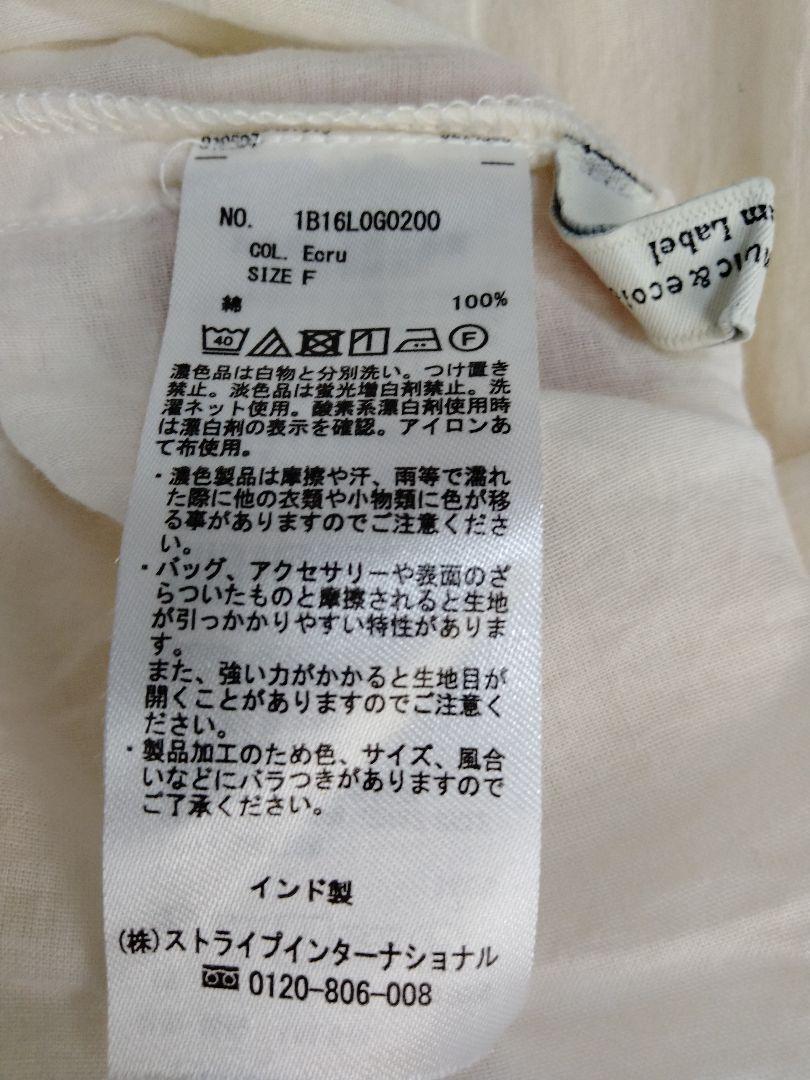 NO. 1B16L0G0200
COL. Ecru
SIZE F
綿 100%
40 F
濃色品は白物と分別洗い。つけ置き
禁止。淡色品は蛍光増白剤禁止。洗
濯ネット使用。酸素系漂白剤使用時
は漂白剤の表示を確認。アイロンあ
て布使用。
・濃色製品は摩擦や汗、雨等で濡れ
た際に他の衣類や小物類に色が移
る事がありますのでご注意くださ
い。
・バッグ、アクセサリーや表面のざ
らついたものと摩擦されると生地
が引っかかりやすい特性がありま
す。
また、強い力がかかると生地目が
開くことがありますのでご注意く
ださい。
・製品加工のため色、サイズ、風合
いなどにバラつきがありますので
ご了承ください。
インド製
(株)ストライプインターナショナル
0120-806-008
Label